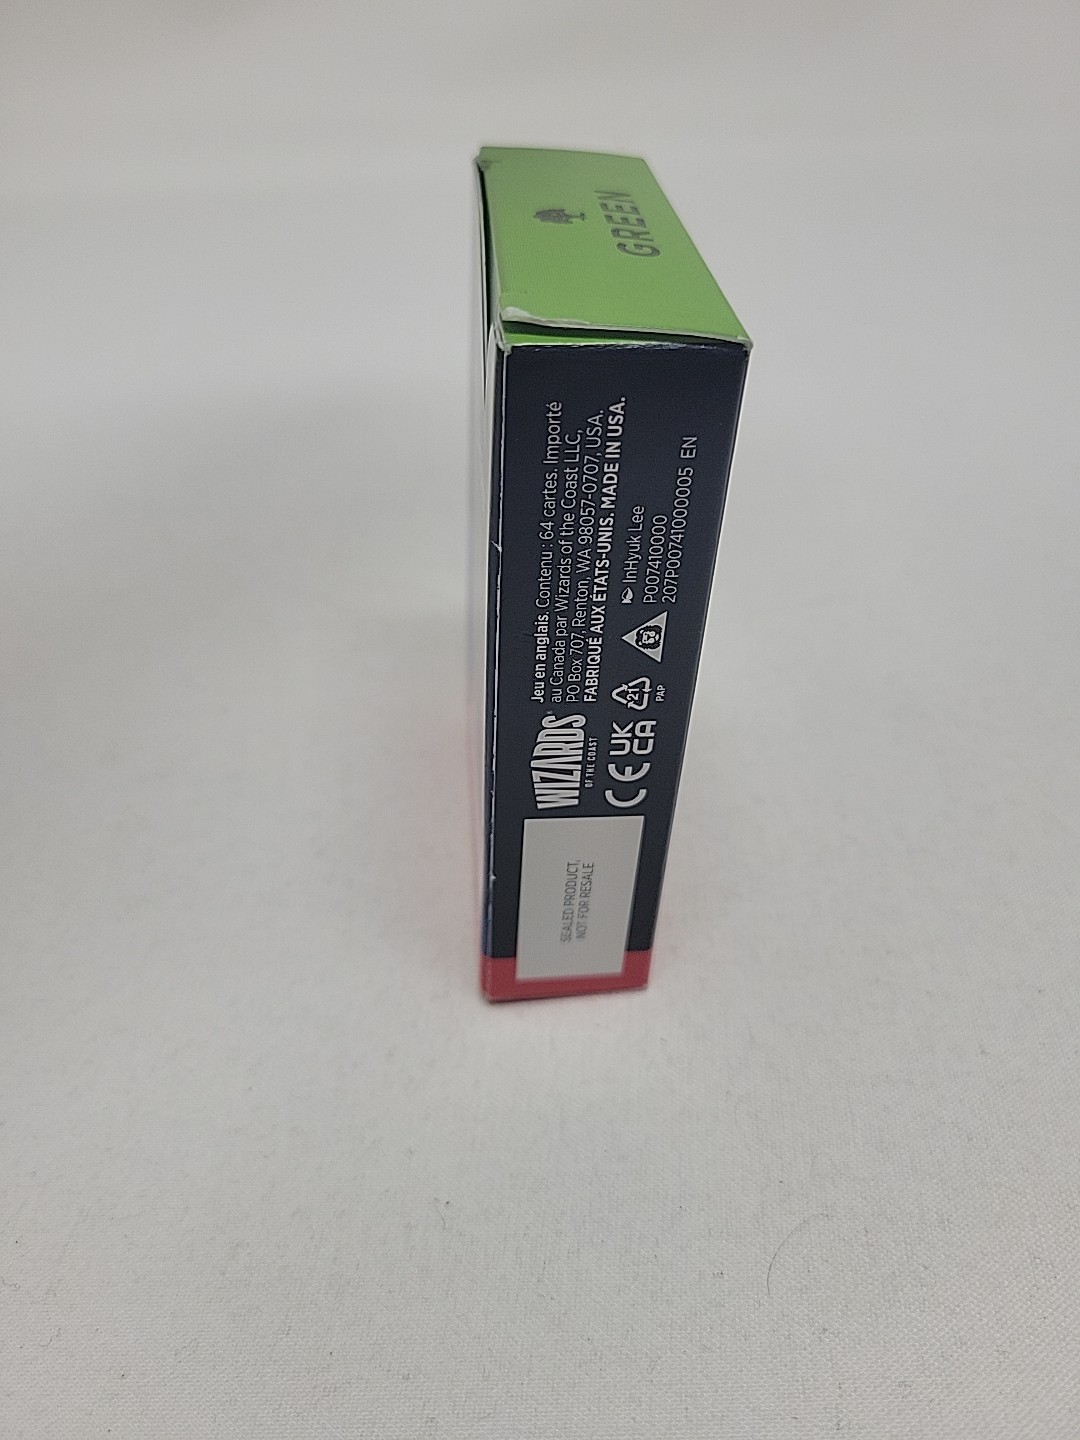 GREEN
Jeu en anglais. Contenu : 64 cartes. Importé
au Canada par Wizards of the Coast LLC,
PO Box 707, Renton, WA 98057-0707, USA.
FABRIQUÉ AUX ÉTATS-UNIS. MADE IN USA.
WIZARDS
OF THE COAST
CE
UK
CA
21
PAP
InHyuk Lee
P007410000
207P00741000005 EN
SEALED PRODUCT,
NOT FOR RESALE